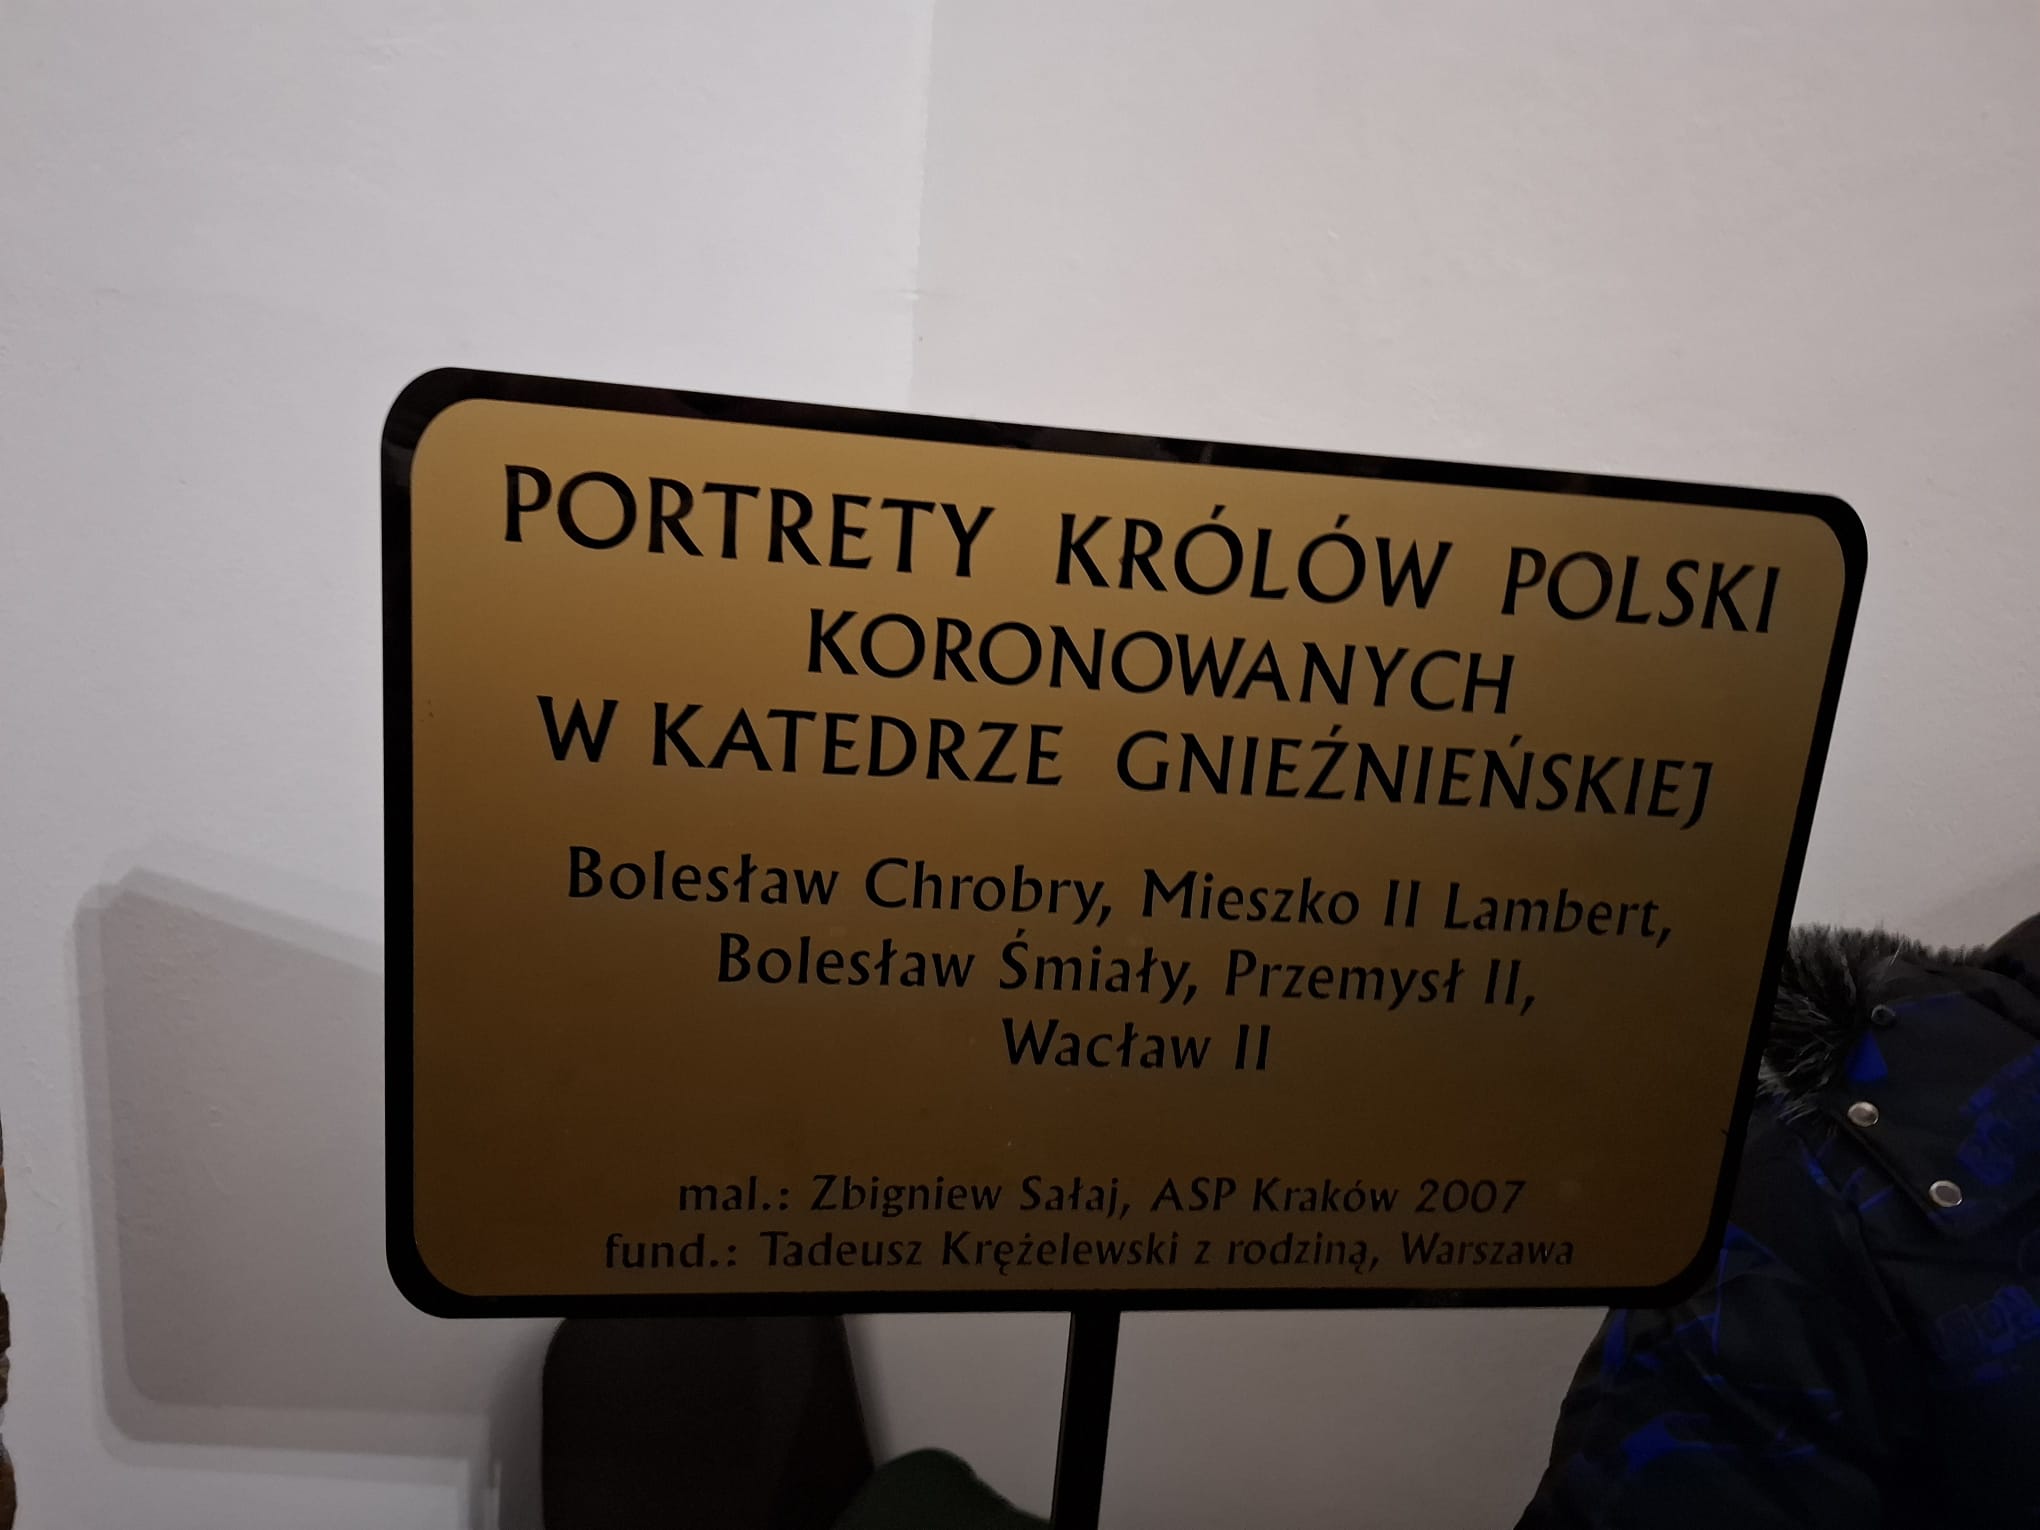 PORTRETY KRÓLÓW POLSKI
KORONOWANYCH
W KATEDRZE GNIEŹNIEŃSKIEJ
Bolesław Chrobry, Mieszko II Lambert,
Bolesław Śmiały, Przemysł II,
Wacław II
mal.: Zbigniew Sałaj, ASP Kraków 2007
fund.: Tadeusz Krężelewski z rodziną, Warszawa